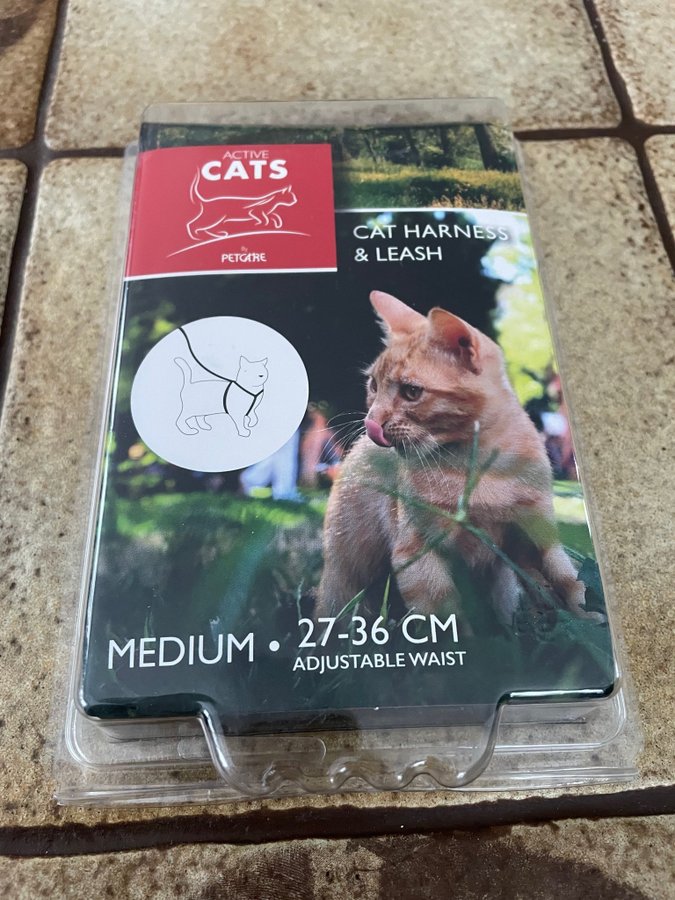 ACTIVE
CATS
By
PETCARE
CAT HARNESS
& LEASH
MEDIUM • 27-36 CM
ADJUSTABLE WAIST